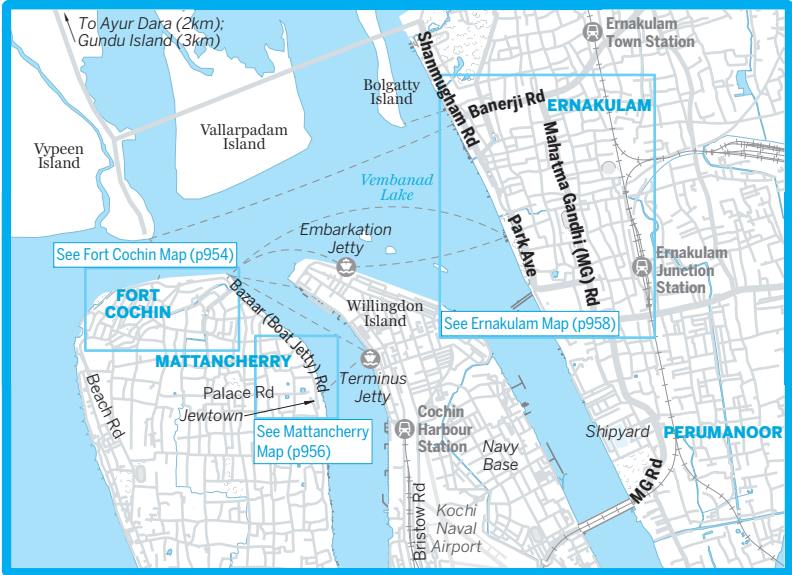 To Ayur Dara (2km);
Gundu Island (3km)
Ernakulam
Town Station
Shanmugham Rd
Bolgatty
Island
Banerji Rd
ERNAKULAM
Vallarpadam
Island
Vypeen
Island
Mahatma Gandhi (MG) Rd
Vembanad
Lake
Park Ave
Embarkation
Jetty
See Fort Cochin Map (p954)
Ernakulam
Junction
Station
FORT
COCHIN
Bazaar (Boat Jetty) Rd
Willingdon
Island
See Ernakulam Map (p958)
MATTANCHERRY
Terminus
Jetty
Beach Rd
Palace Rd
Jewtown
Cochin
Harbour
Station
See Mattancherry
Map (p956)
Navy
Base
Shipyard
PERUMANOOR
MG Rd
Bristow Rd
Kochi
Naval
Airport